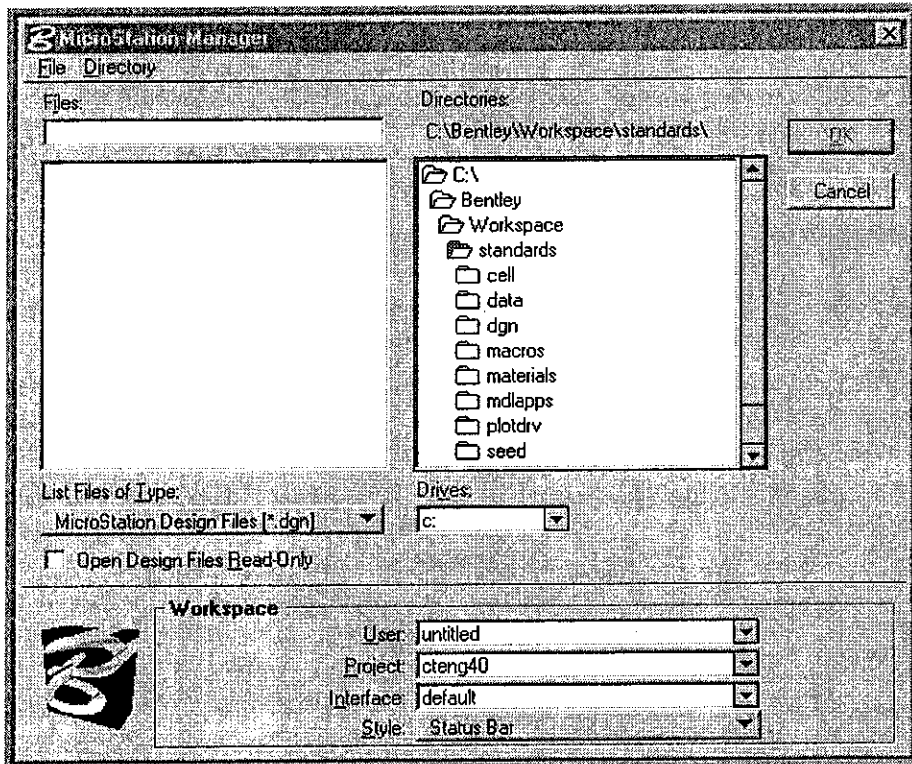 MicroStation Manager
File Directory
Files:
Directories:
C:\Bentley\Workspace\standards\
OK
Cancel
C:\
Bentley
Workspace
standards
cell
data
dgn
macros
materials
mdlapps
plotdrv
seed
List Files of Type:
MicroStation Design Files [*.dgn]
Drives:
c:
Open Design Files Read-Only
Workspace
User: untitled
Project: cteng40
Interface: default
Style: Status Bar